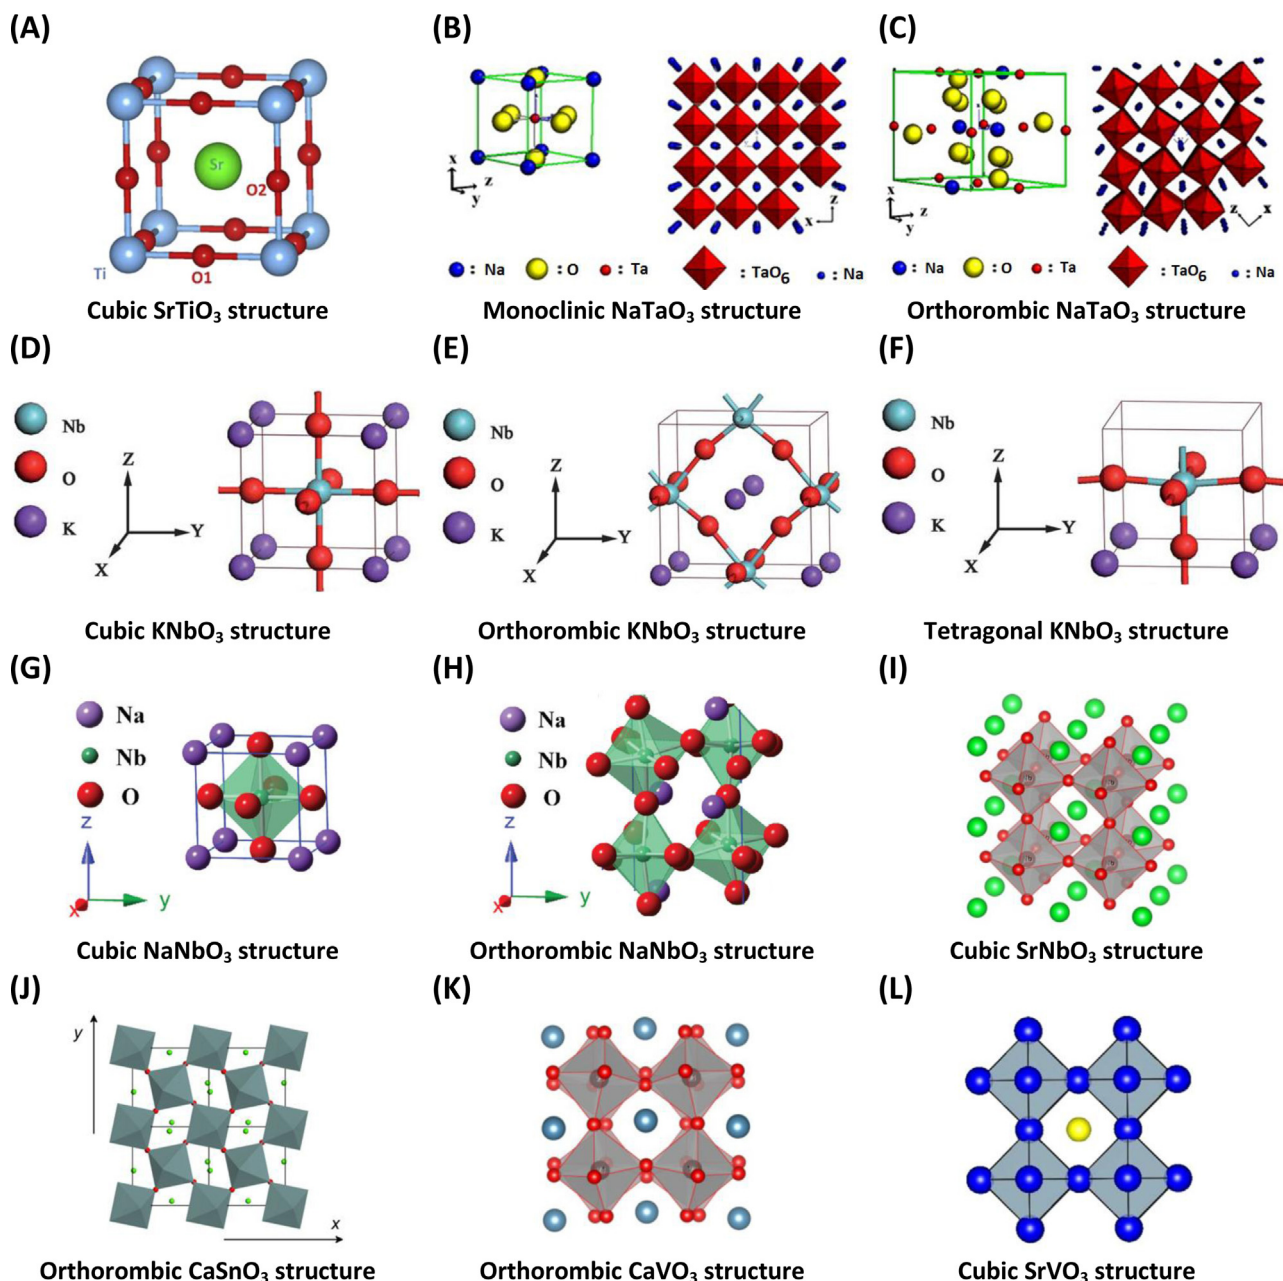 (A)
Sr
O2
Ti
O1
Cubic SrTiO₃ structure
(B)
x
z
y
x
z
: Na
: O
: Ta
: TaO₆
: Na
Monoclinic NaTaO₃ structure
(C)
x
z
y
z
x
: Na
: O
: Ta
: TaO₆
: Na
Orthorombic NaTaO₃ structure
(D)
Nb
O
K
Z
Y
X
Cubic KNbO₃ structure
(E)
Nb
O
K
Z
Y
X
Orthorombic KNbO₃ structure
(F)
Nb
O
K
Z
Y
X
Tetragonal KNbO₃ structure
(G)
Na
Nb
O
z
x
y
Cubic NaNbO₃ structure
(H)
Na
Nb
O
z
x
y
Orthorombic NaNbO₃ structure
(I)
Cubic SrNbO₃ structure
(J)
y
x
Orthorombic CaSnO₃ structure
(K)
Orthorombic CaVO₃ structure
(L)
Cubic SrVO₃ structure